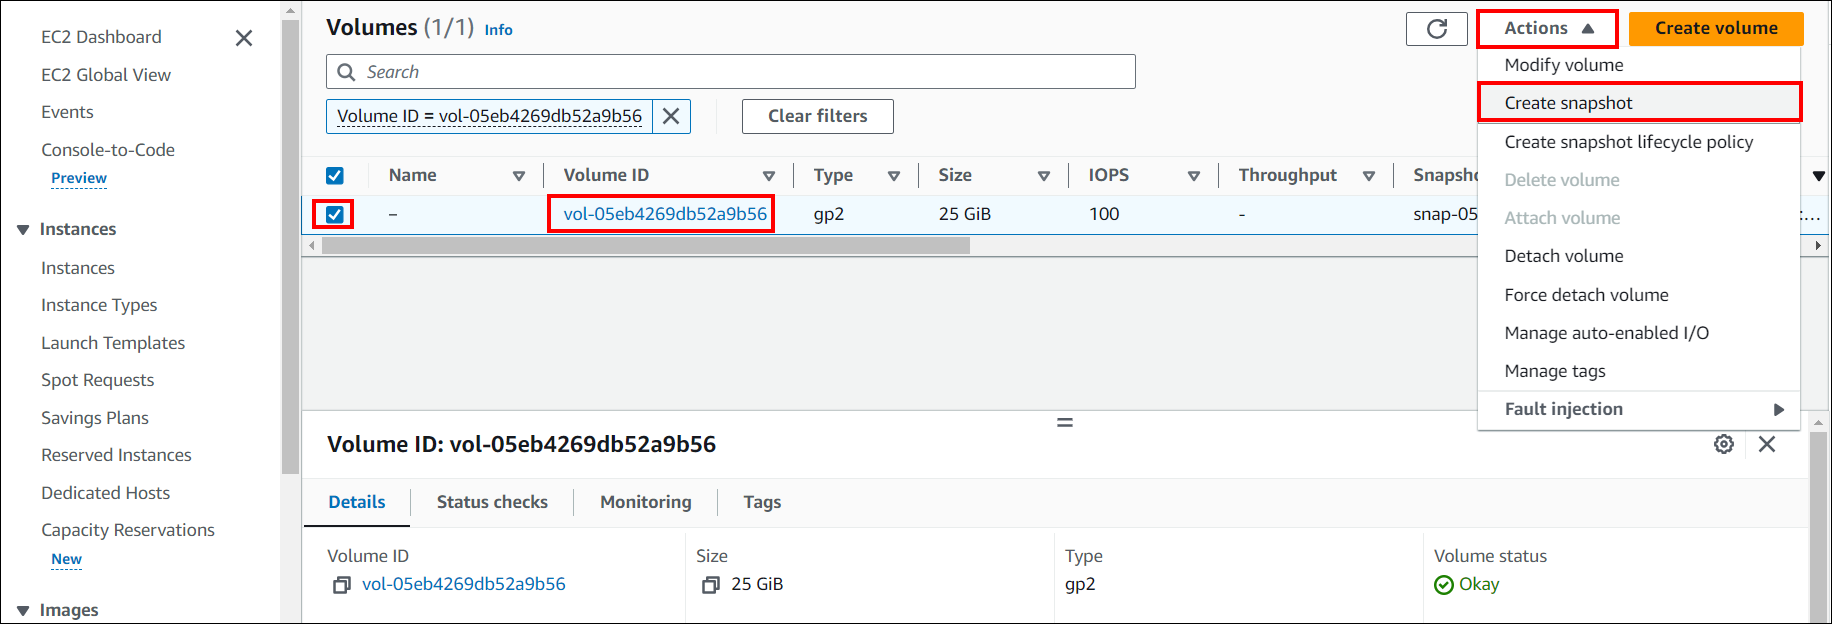 EC2 Dashboard
EC2 Global View
Events
Console-to-Code
Preview
Instances
Instances
Instance Types
Launch Templates
Spot Requests
Savings Plans
Reserved Instances
Dedicated Hosts
Capacity Reservations
New
Images
Volumes (1/1) Info
Actions
Create volume
Search
Volume ID = vol-05eb4269db52a9b56
Clear filters
Modify volume
Create snapshot
Create snapshot lifecycle policy
Delete volume
Attach volume
Detach volume
Force detach volume
Manage auto-enabled I/O
Manage tags
Fault injection
Name Volume ID Type Size IOPS Throughput Snapsh
– vol-05eb4269db52a9b56 gp2 25 GiB 100 - snap-05 :...
Volume ID: vol-05eb4269db52a9b56
Details Status checks Monitoring Tags
Volume ID Size Type Volume status
vol-05eb4269db52a9b56 25 GiB gp2 Okay